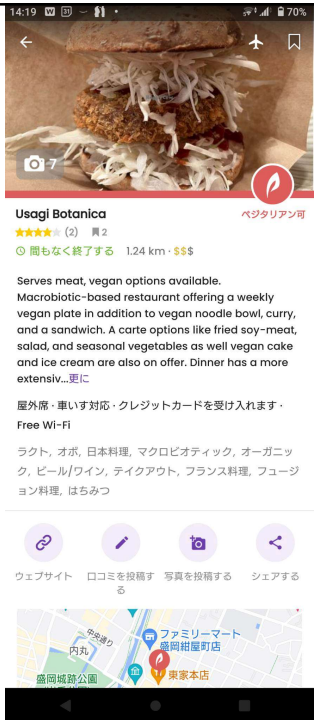 14:19
70%
7
Usagi Botanica
ベジタリアン可
(2) 2
間もなく終了する 1.24 km · $$$
Serves meat, vegan options available.
Macrobiotic-based restaurant offering a weekly
vegan plate in addition to vegan noodle bowl, curry,
and a sandwich. A carte options like fried soy-meat,
salad, and seasonal vegetables as well vegan cake
and ice cream are also on offer. Dinner has a more
extensiv...更に
屋外席 · 車いす対応 · クレジットカードを受け入れます ·
Free Wi-Fi
ラクト, オボ, 日本料理, マクロビオティック, オーガニッ
ク, ビール/ワイン, テイクアウト, フランス料理, フュージ
ョン料理, はちみつ
ウェブサイト
口コミを投稿す
る
写真を投稿する
シェアする
中央通り
ファミリーマート
盛岡紺屋町店
内丸
盛岡城跡公園
東家本店